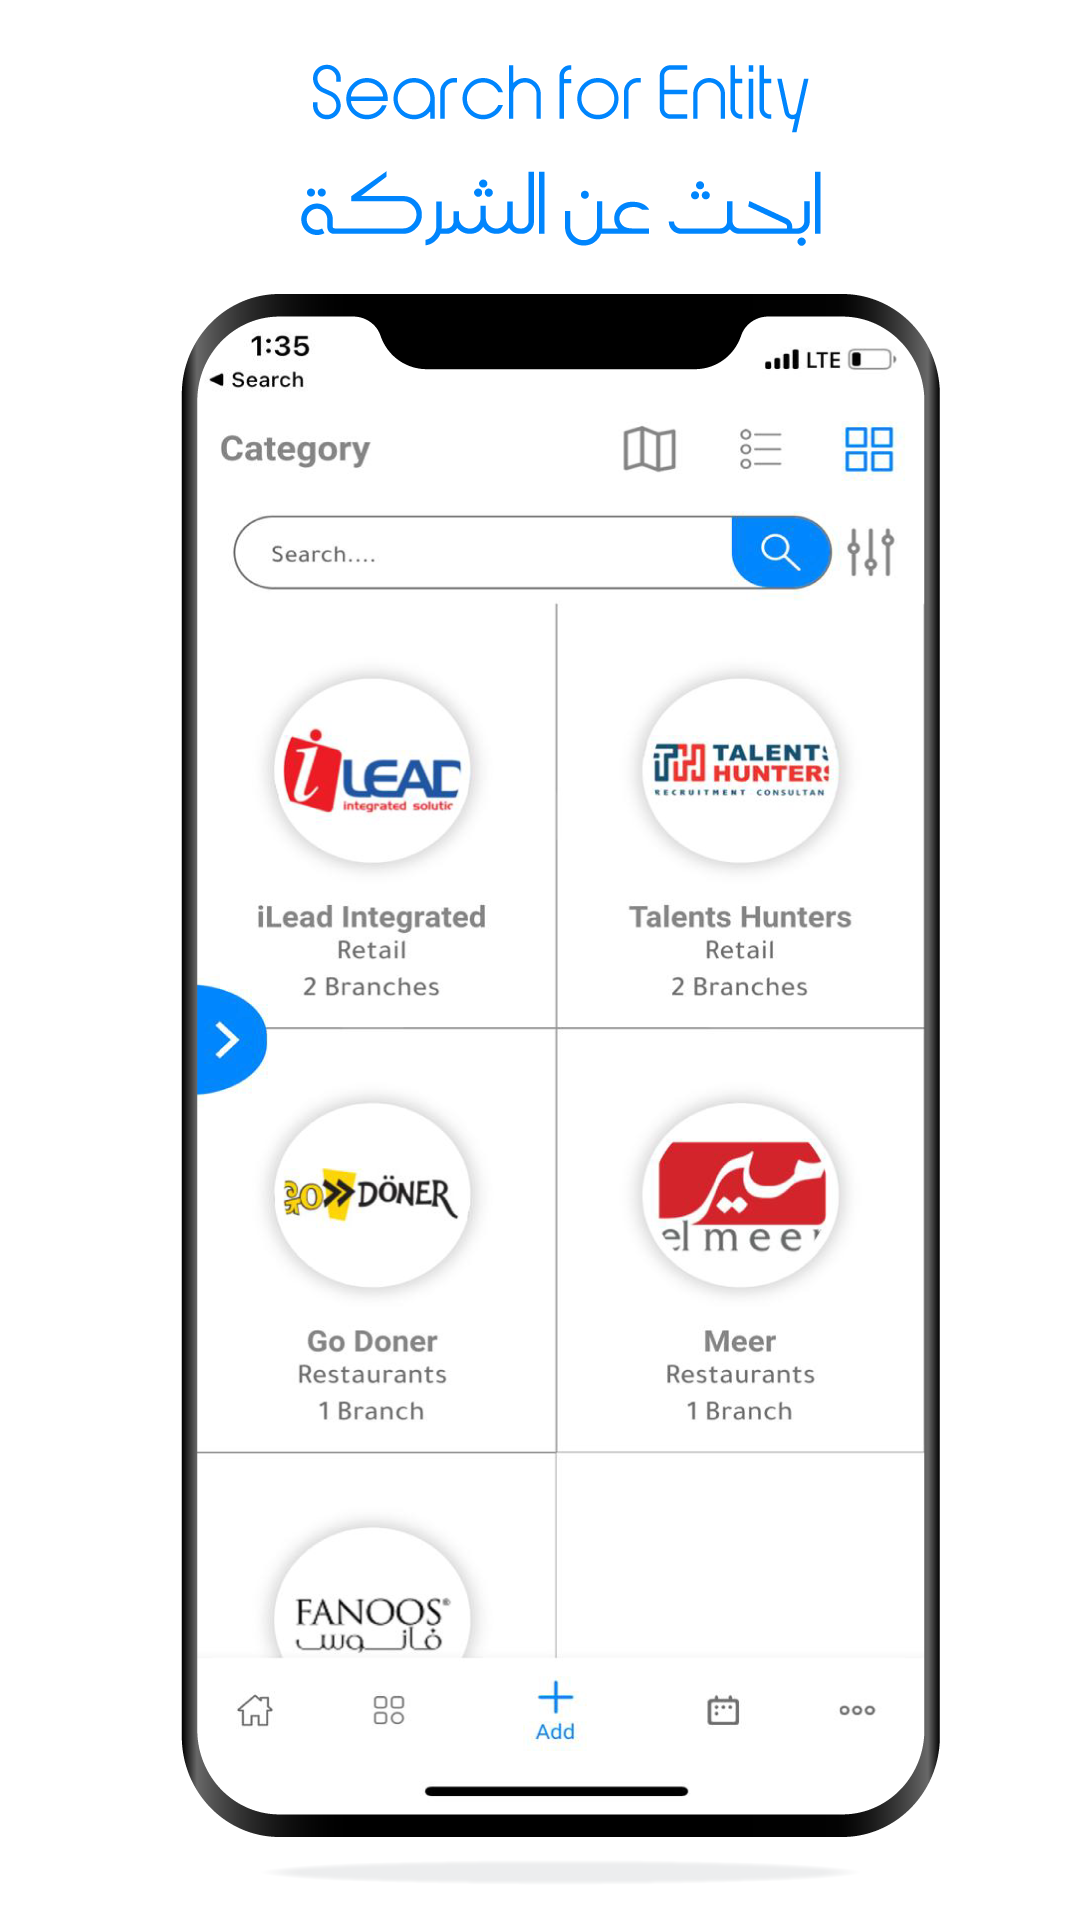 Search for Entity
ابحث عن الشركة
1:35
LTE
Search
Category
Search....
i LEAD
integrated solutic
TALENTS
HUNTERS
RECRUITMENT CONSULTAN
iLead Integrated
Retail
2 Branches
Talents Hunters
Retail
2 Branches
GO DÖNER
مير
el meer
Go Doner
Restaurants
1 Branch
Meer
Restaurants
1 Branch
FANOOS®
فانوس
Add